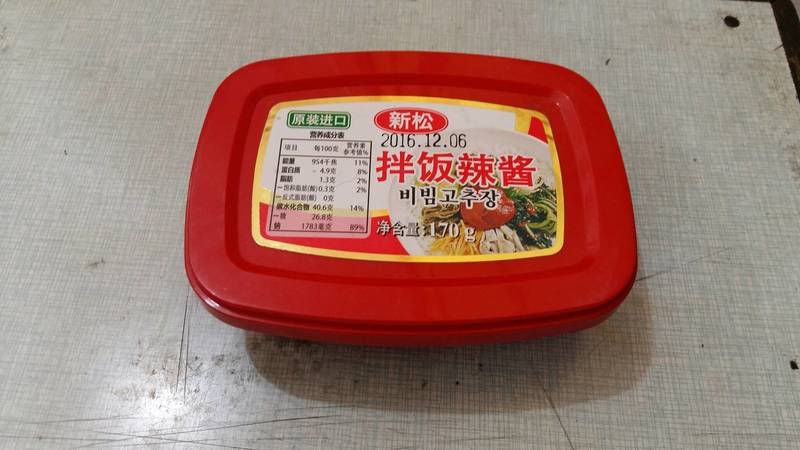 原装进口
营养成分表
项目 每100克 营养素参考值%
能量 954千焦 11%
蛋白质 - 4.9克 8%
脂肪 1.3克 2%
-饱和脂肪(酸) 0.3克 2%
-反式脂肪(酸) 0克
碳水化合物 40.6克 14%
-糖 26.8克
钠 1783毫克 89%
新松
2016.12.06
拌饭辣酱
비빔고추장
净含量:170g